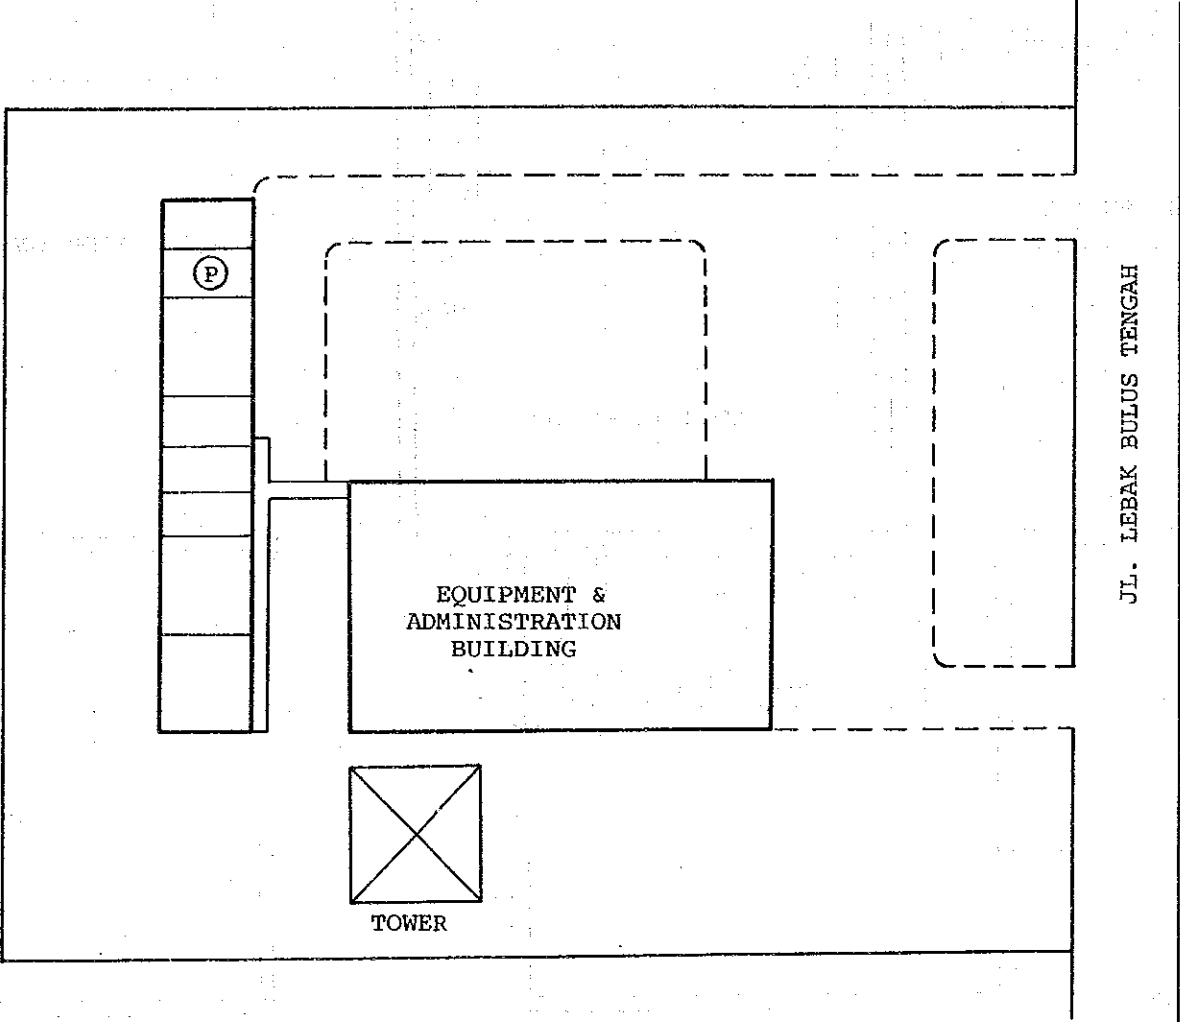 P
JL. LEBAK BULUS TENGAH
EQUIPMENT &
ADMINISTRATION
BUILDING
TOWER